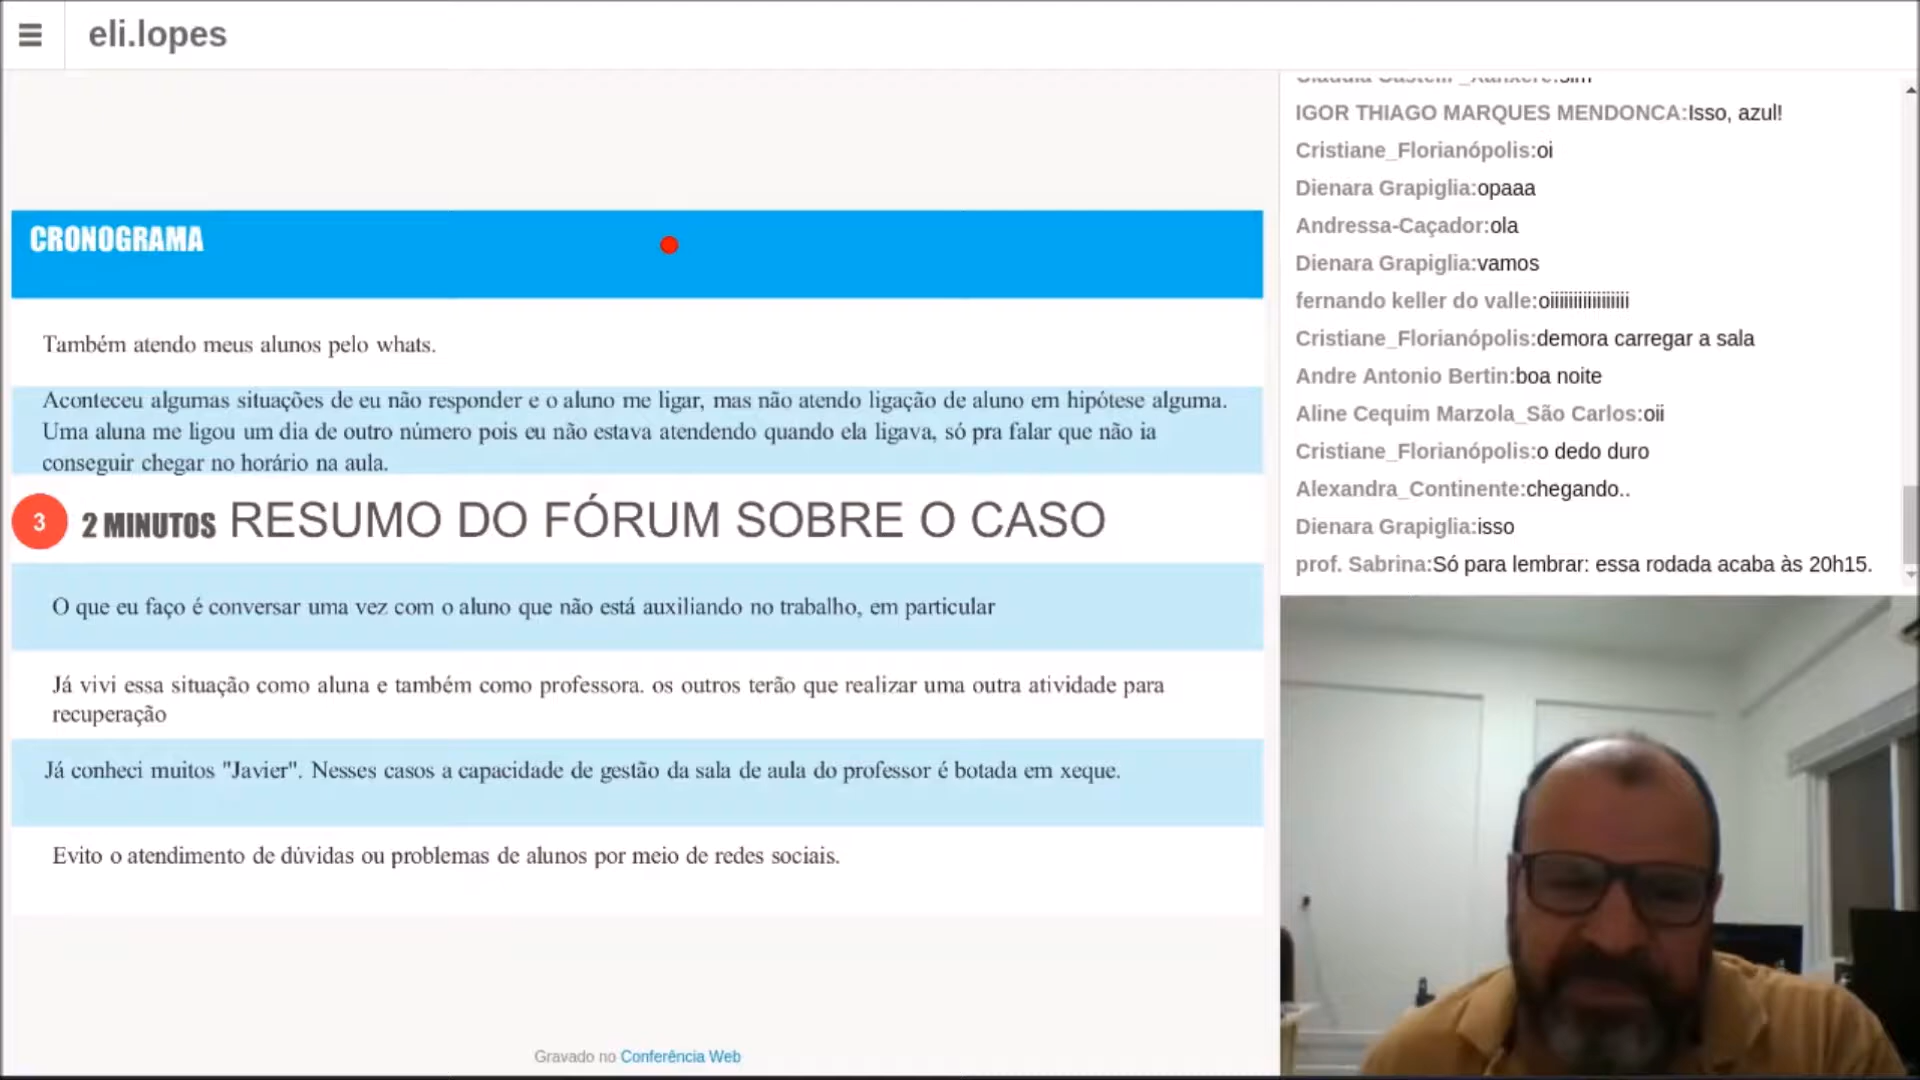 eli.lopes
CRONOGRAMA
Também atendo meus alunos pelo whats.
Aconteceu algumas situações de eu não responder e o aluno me ligar, mas não atendo ligação de aluno em hipótese alguma.
Uma aluna me ligou um dia de outro número pois eu não estava atendendo quando ela ligava, só pra falar que não ia
conseguir chegar no horário na aula.
3 2 MINUTOS RESUMO DO FÓRUM SOBRE O CASO
O que eu faço é conversar uma vez com o aluno que não está auxiliando no trabalho, em particular
Já vivi essa situação como aluna e também como professora. os outros terão que realizar uma outra atividade para
recuperação
Já conheci muitos "Javier". Nesses casos a capacidade de gestão da sala de aula do professor é botada em xeque.
Evito o atendimento de dúvidas ou problemas de alunos por meio de redes sociais.
Gravado no Conferência Web
IGOR THIAGO MARQUES MENDONCA:Isso, azul!
Cristiane_Florianópolis:oi
Dienara Grapiglia:opaaa
Andressa-Caçador:ola
Dienara Grapiglia:vamos
fernando keller do valle:oiiiiiiiiiiiiiiiii
Cristiane_Florianópolis:demora carregar a sala
Andre Antonio Bertin:boa noite
Aline Cequim Marzola_São Carlos:oii
Cristiane_Florianópolis:o dedo duro
Alexandra_Continente:chegando..
Dienara Grapiglia:isso
prof. Sabrina:Só para lembrar: essa rodada acaba às 20h15.